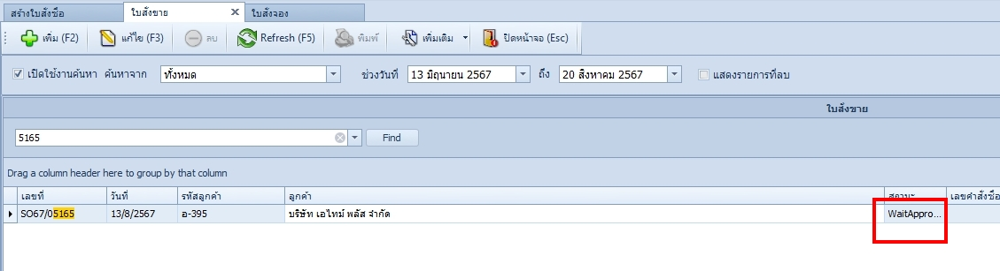 สร้างใบสั่งซื้อ ใบสั่งขาย ใบสั่งจอง
เพิ่ม (F2) แก้ไข (F3) ลบ Refresh (F5) พิมพ์ เพิ่มเติม ปิดหน้าจอ (Esc)
เปิดใช้งานค้นหา ค้นหาจาก ทั้งหมด ช่วงวันที่ 13 มิถุนายน 2567 ถึง 20 สิงหาคม 2567 แสดงรายการที่ลบ
ใบสั่งขาย
5165 Find
Drag a column header here to group by that column
เลขที่ วันที่ รหัสลูกค้า ลูกค้า สถานะ เลขคำสั่งซื้อ
SO67/05165 13/8/2567 อ-395 บริษัท เอไทม์ พลัส จำกัด WaitAppro...